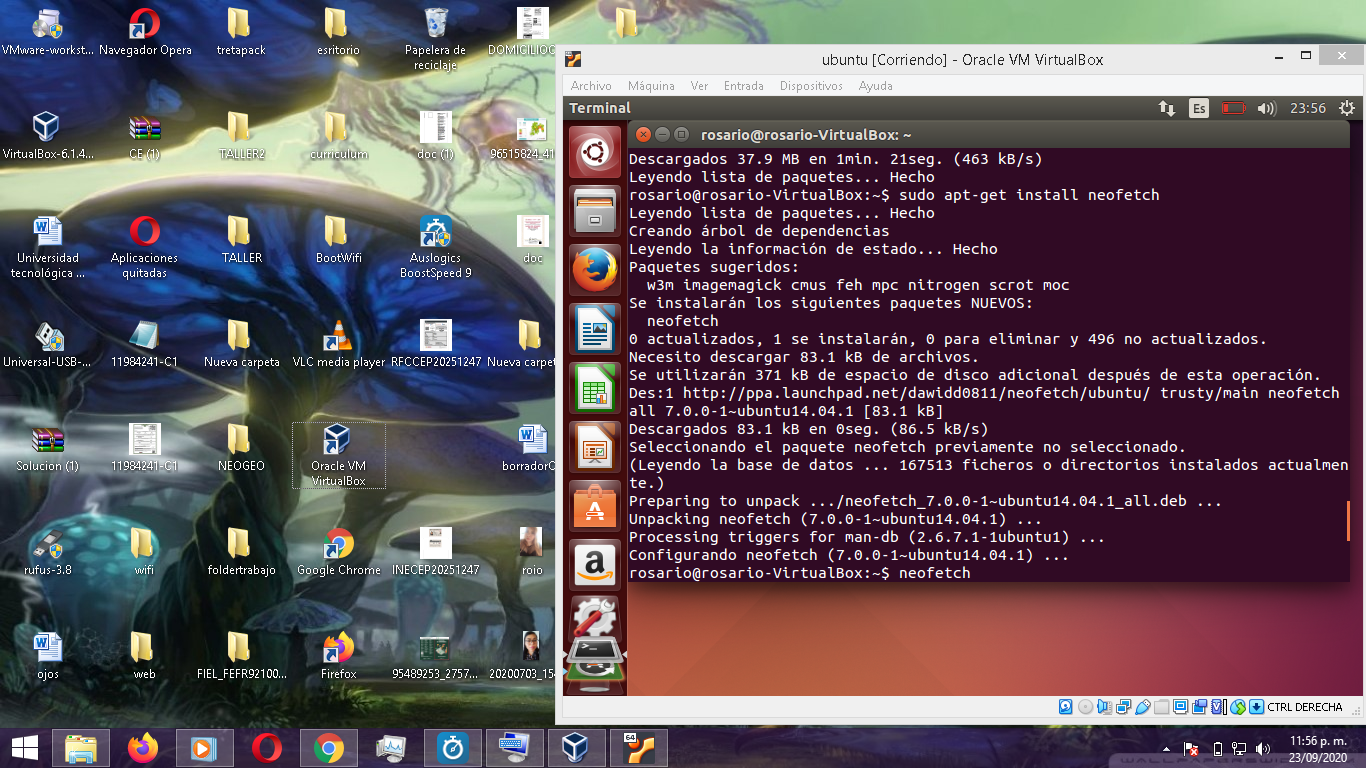 VMware-workst...
Navegador Opera
tretapack
esritorio
Papelera de
reciclaje
DOMICILIOC
VirtualBox-6.1.4...
CE (1)
TALLER2
curriculum
doc (1)
96515824_41
Universidad
tecnológica ...
Aplicaciones
quitadas
TALLER
BootWifi
Auslogics
BoostSpeed 9
doc
Universal-USB-...
11984241-C1
Nueva carpeta
VLC media player
RFCCEP20251247
Nueva carpet
Solucion (1)
11984241-C1
NEOGEO
Oracle VM
VirtualBox
borradorC
rufus-3.8
wifi
foldertrabajo
Google Chrome
INECEP20251247
roio
ojos
web
FIEL_FEFR92100...
Firefox
95489253_2757...
20200703_154
ubuntu [Corriendo] - Oracle VM VirtualBox
Archivo Máquina Ver Entrada Dispositivos Ayuda
Terminal
Es
23:56
rosario@rosario-VirtualBox: ~
Descargados 37.9 MB en 1min. 21seg. (463 kB/s)
Leyendo lista de paquetes... Hecho
rosario@rosario-VirtualBox:~$ sudo apt-get install neofetch
Leyendo lista de paquetes... Hecho
Creando árbol de dependencias
Leyendo la información de estado... Hecho
Paquetes sugeridos:
w3m imagemagick cmus feh mpc nitrogen scrot moc
Se instalarán los siguientes paquetes NUEVOS:
neofetch
0 actualizados, 1 se instalarán, 0 para eliminar y 496 no actualizados.
Necesito descargar 83.1 kB de archivos.
Se utilizarán 371 kB de espacio de disco adicional después de esta operación.
Des:1 http://ppa.launchpad.net/dawidd0811/neofetch/ubuntu/ trusty/main neofetch
all 7.0.0-1~ubuntu14.04.1 [83.1 kB]
Descargados 83.1 kB en 0seg. (86.5 kB/s)
Seleccionando el paquete neofetch previamente no seleccionado.
(Leyendo la base de datos ... 167513 ficheros o directorios instalados actualmen
te.)
Preparing to unpack .../neofetch_7.0.0-1~ubuntu14.04.1_all.deb ...
Unpacking neofetch (7.0.0-1~ubuntu14.04.1) ...
Processing triggers for man-db (2.6.7.1-1ubuntu1) ...
Configurando neofetch (7.0.0-1~ubuntu14.04.1) ...
rosario@rosario-VirtualBox:~$ neofetch
CTRL DERECHA
64
11:56 p. m.
23/09/2020